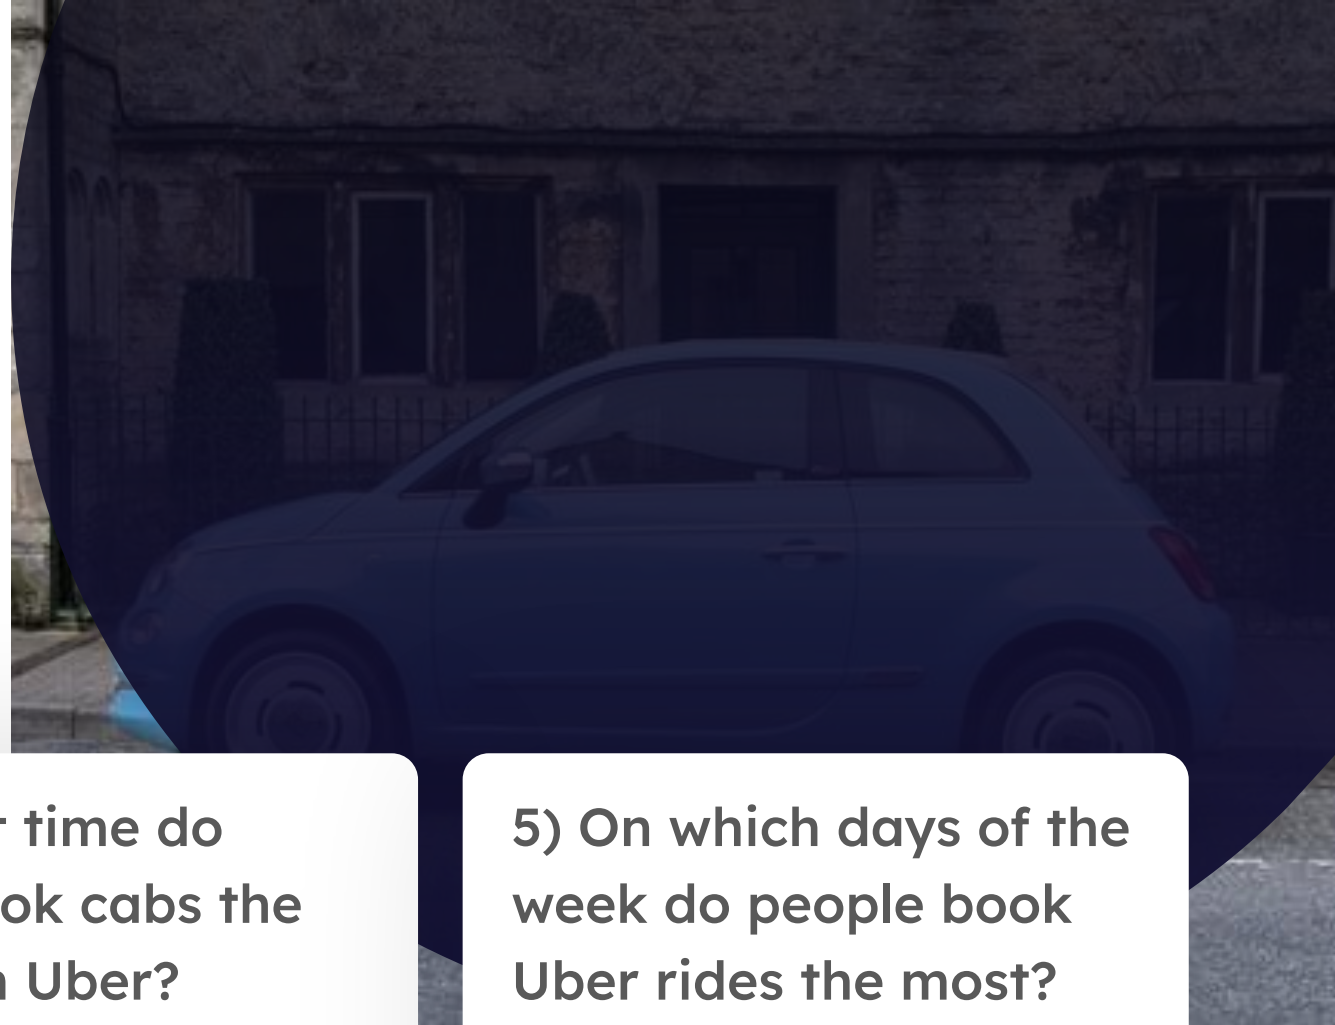 time do
ok cabs the
Uber?
5) On which days of the
week do people book
Uber rides the most?